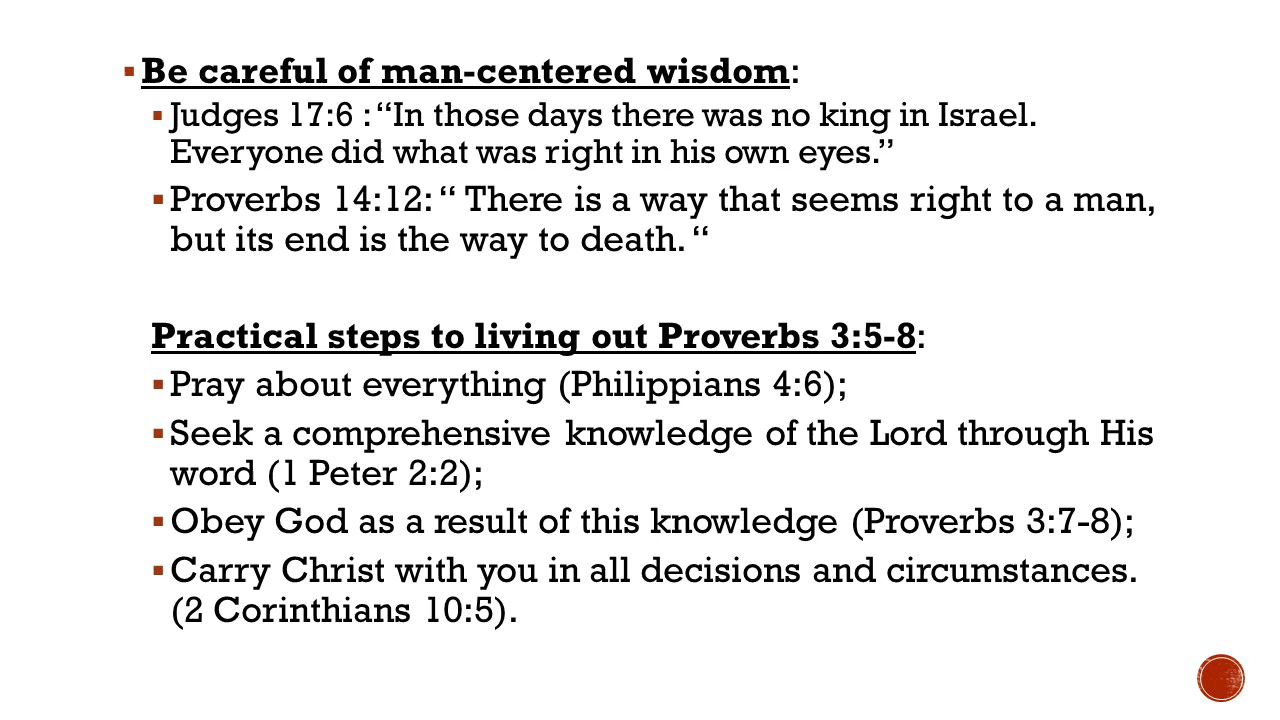 ▪ Be careful of man-centered wisdom:
▪ Judges 17:6 : “In those days there was no king in Israel.
Everyone did what was right in his own eyes.”
▪ Proverbs 14:12: “ There is a way that seems right to a man,
but its end is the way to death. “
Practical steps to living out Proverbs 3:5-8:
▪ Pray about everything (Philippians 4:6);
▪ Seek a comprehensive knowledge of the Lord through His
word (1 Peter 2:2);
▪ Obey God as a result of this knowledge (Proverbs 3:7-8);
▪ Carry Christ with you in all decisions and circumstances.
(2 Corinthians 10:5).